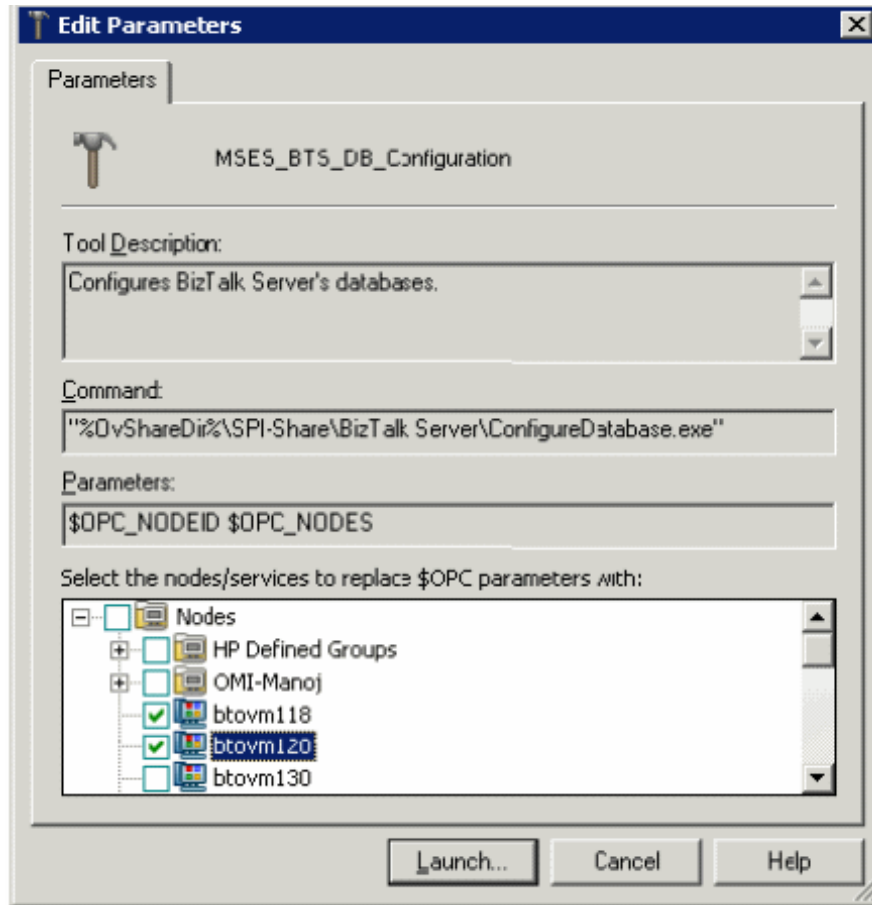 Edit Parameters
Parameters
MSES_BTS_DB_Configuration
Tool Description:
Configures BizTalk Server's databases.
Command:
"%OvShareDir%\SPI-Share\BizTalk Server\ConfigureDatabase.exe"
Parameters:
$OPC_NODEID $OPC_NODES
Select the nodes/services to replace $OPC parameters with:
Nodes
HP Defined Groups
OMI-Manoj
btovm118
btovm120
btovm130
Launch... Cancel Help